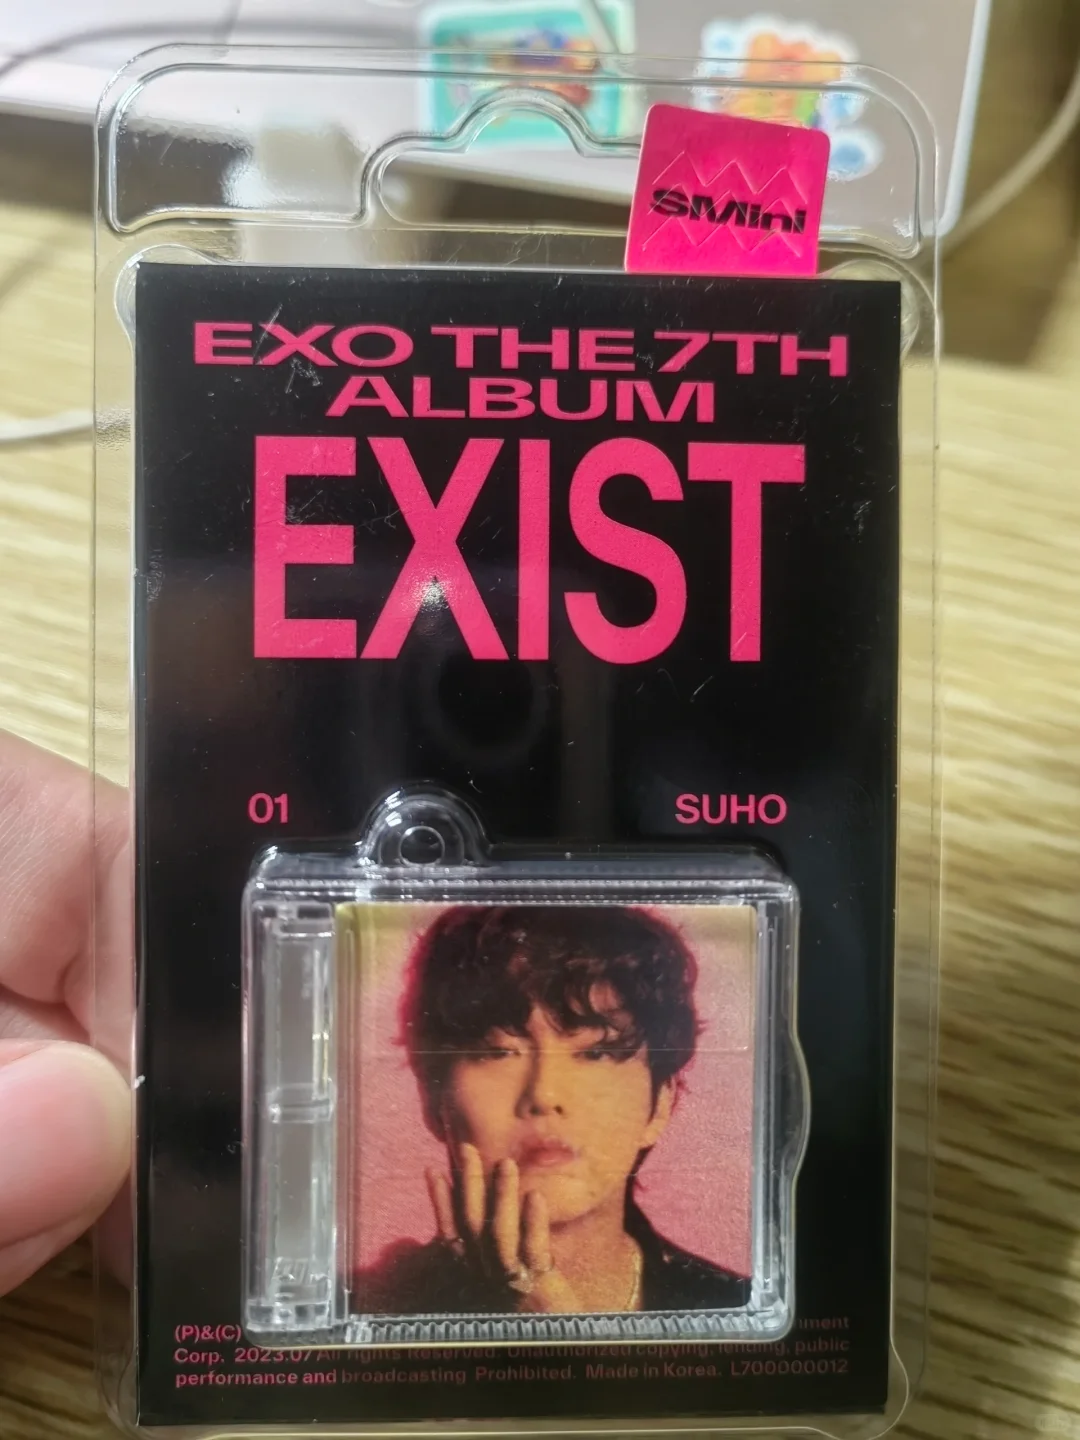 SMini
EXO THE 7TH
ALBUM
EXIST
01 SUHO
(P)&(C)
Corp. 2023.07 All rights Reserved. Unauthorized copying, lending, public
performance and broadcasting Prohibited. Made in Korea. L700000012